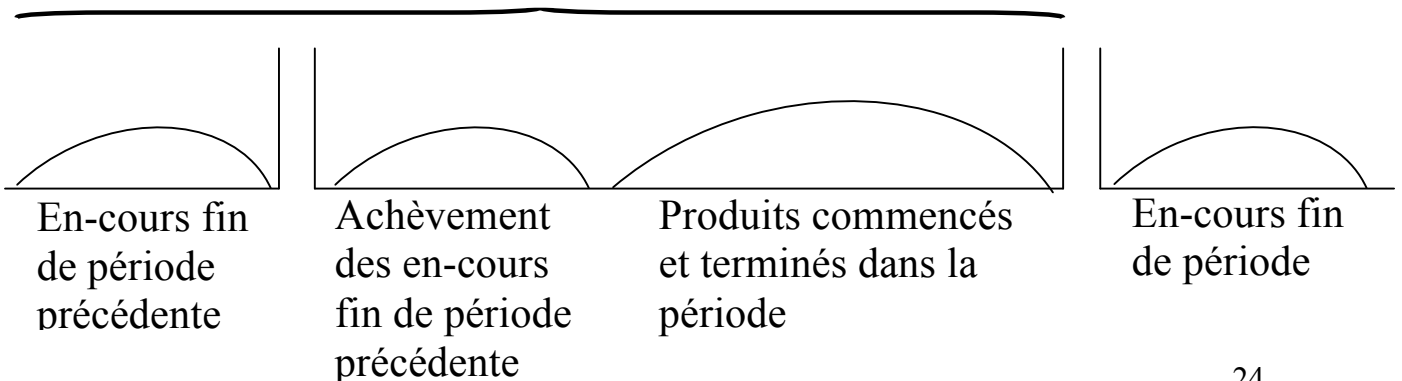 En-cours fin
de période
précédente
Achèvement
des en-cours
fin de période
précédente
Produits commencés
et terminés dans la
période
En-cours fin
de période
24